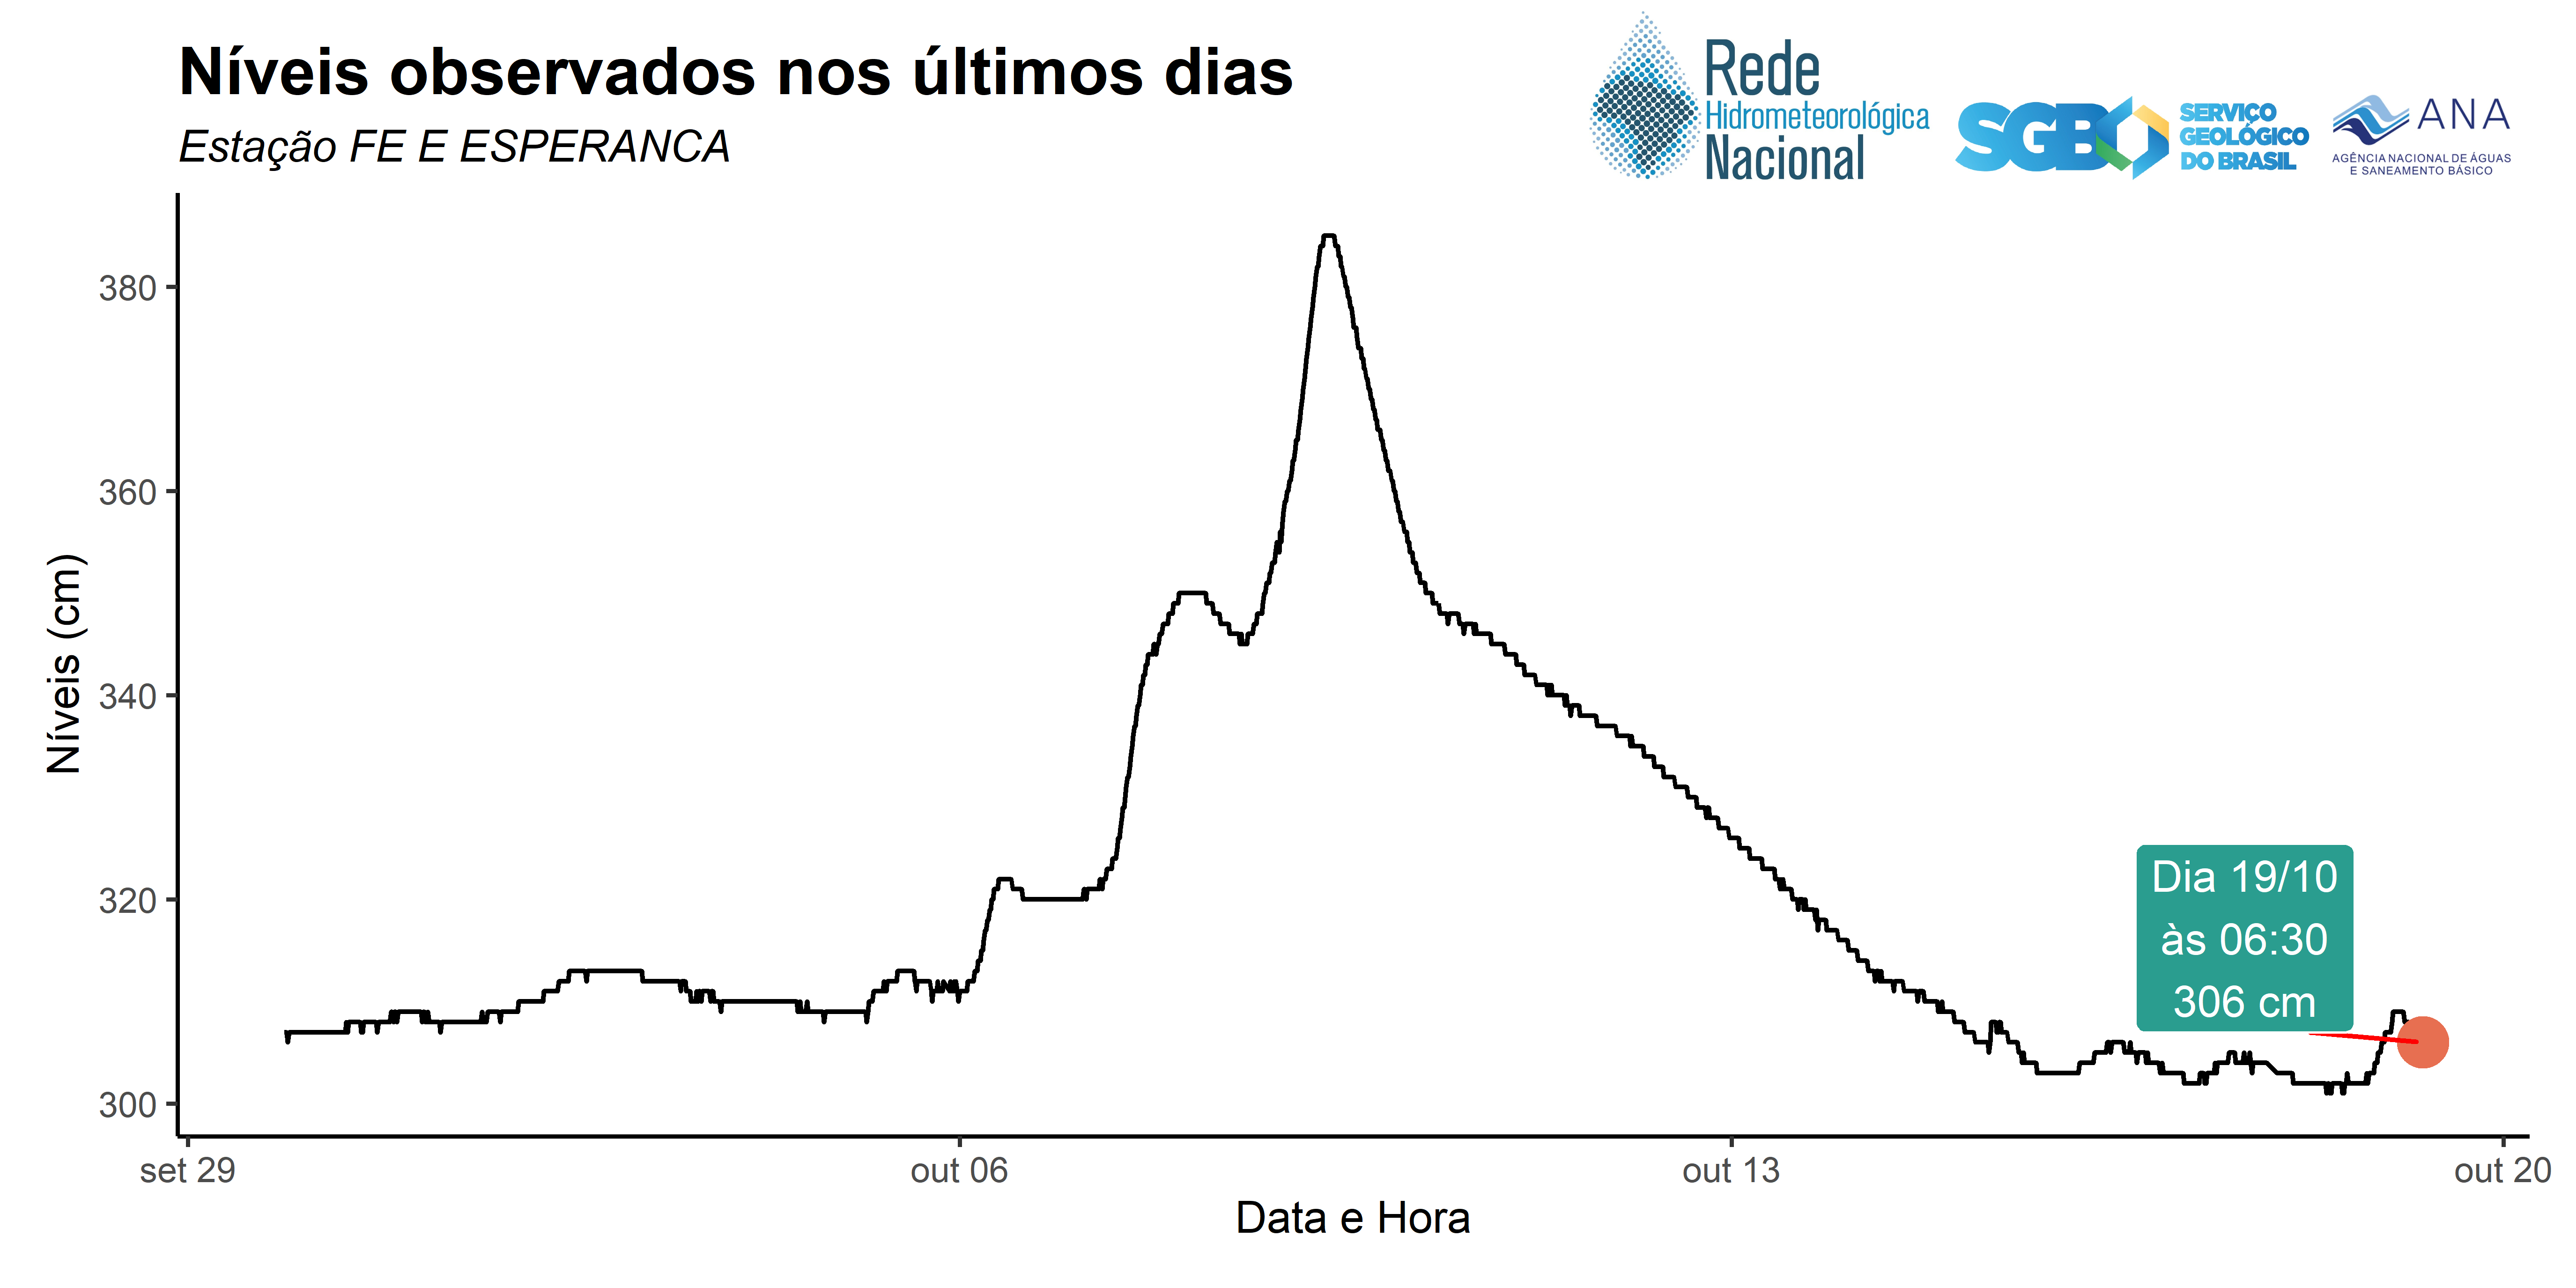 Níveis observados nos últimos dias
Estação FE E ESPERANCA
Rede
Hidrometeorológica
Nacional
SGB
SERVIÇO
GEOLÓGICO
DO BRASIL
ANA
AGÊNCIA NACIONAL DE ÁGUAS
E SANEAMENTO BÁSICO
Níveis (cm)
380
360
340
320
300
Dia 19/10
às 06:30
306 cm
set 29
out 06
out 13
out 20
Data e Hora